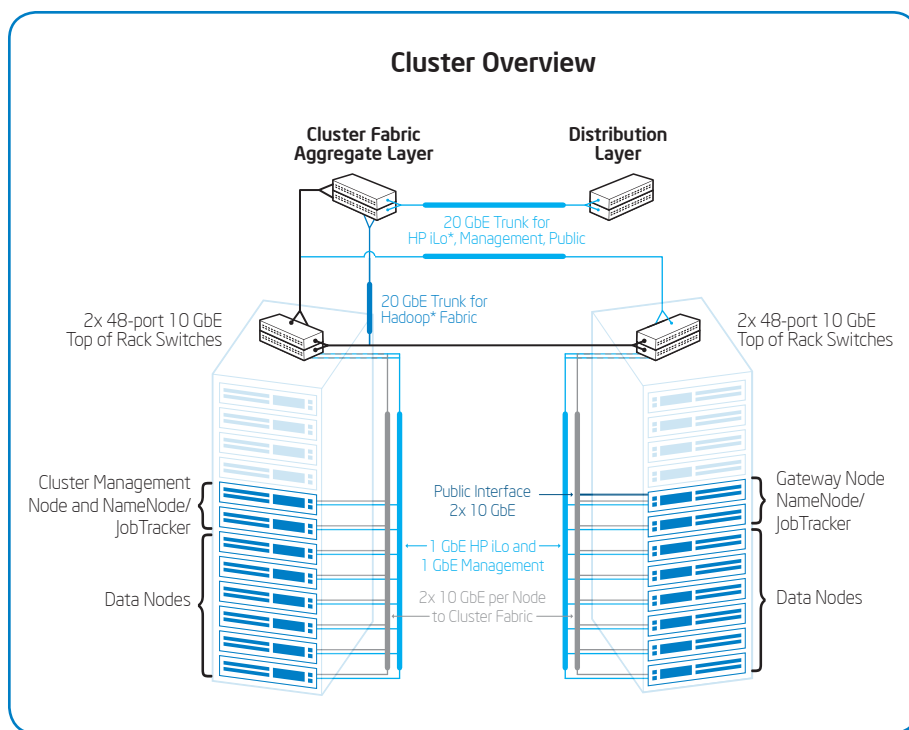 Cluster Overview
Cluster Fabric
Aggregate Layer
Distribution
Layer
20 GbE Trunk for
HP iLo*, Management, Public
20 GbE Trunk for
Hadoop* Fabric
2x 48-port 10 GbE
Top of Rack Switches
2x 48-port 10 GbE
Top of Rack Switches
Cluster Management
Node and NameNode/
JobTracker
Public Interface
2x 10 GbE
Gateway Node
NameNode/
JobTracker
1 GbE HP iLo and
1 GbE Management
Data Nodes
2x 10 GbE per Node
to Cluster Fabric
Data Nodes